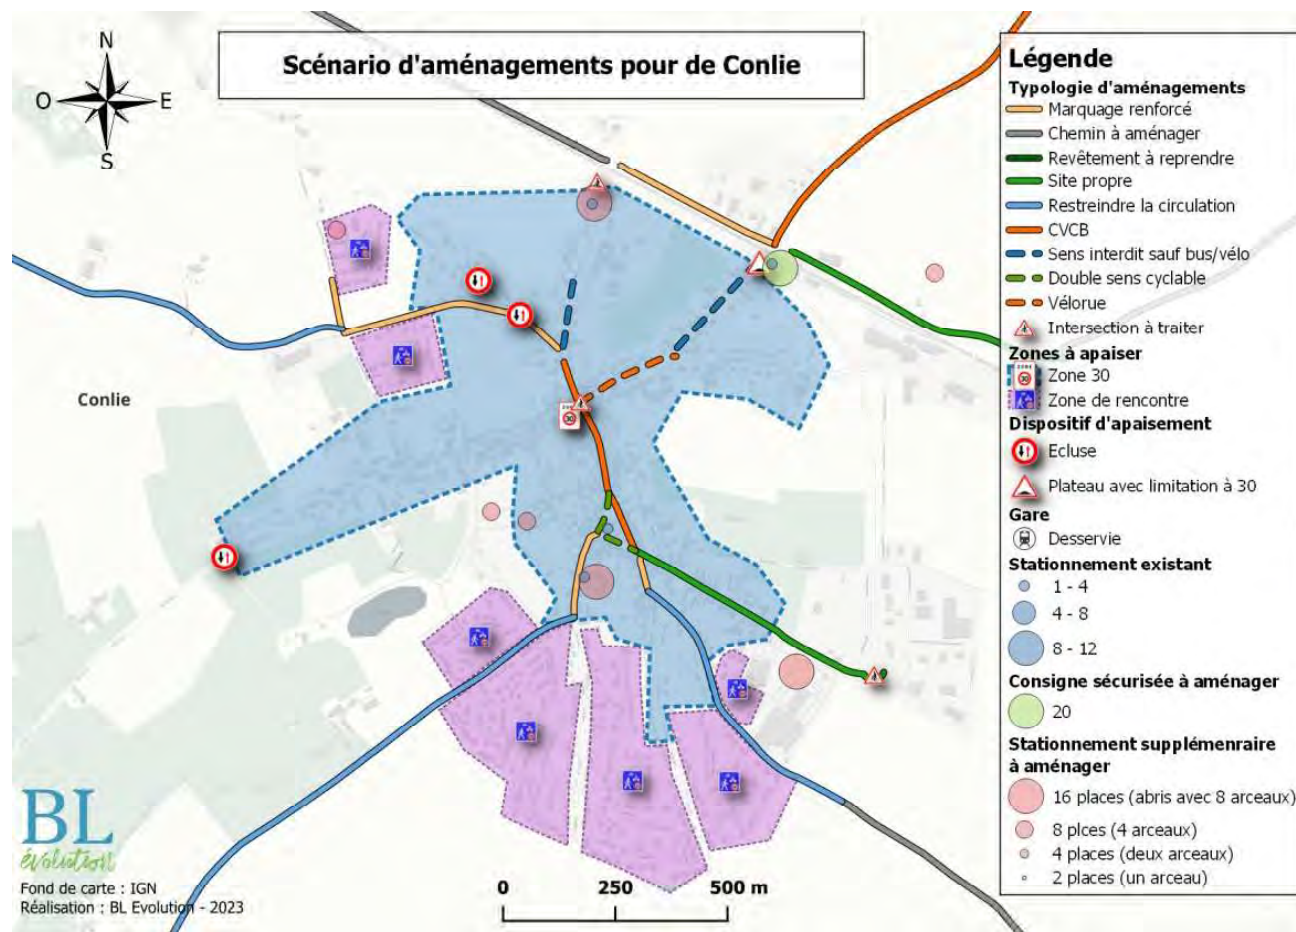 Scénario d'aménagements pour de Conlie
N
O
E
S
Conlie
Légende
Typologie d'aménagements
Marquage renforcé
Chemin à aménager
Revêtement à reprendre
Site propre
Restreindre la circulation
CVCB
Sens interdit sauf bus/vélo
Double sens cyclable
Vélorue
Intersection à traiter
Zones à apaiser
Zone 30
Zone de rencontre
Dispositif d'apaisement
Ecluse
Plateau avec limitation à 30
Gare
Desservie
Stationnement existant
1 - 4
4 - 8
8 - 12
Consigne sécurisée à aménager
20
Stationnement supplémenraire
à aménager
16 places (abris avec 8 arceaux)
8 plces (4 arceaux)
4 places (deux arceaux)
2 places (un arceau)
ZONE
30
BL
évolution
Fond de carte : IGN
Réalisation : BL Evolution - 2023
0 250 500 m